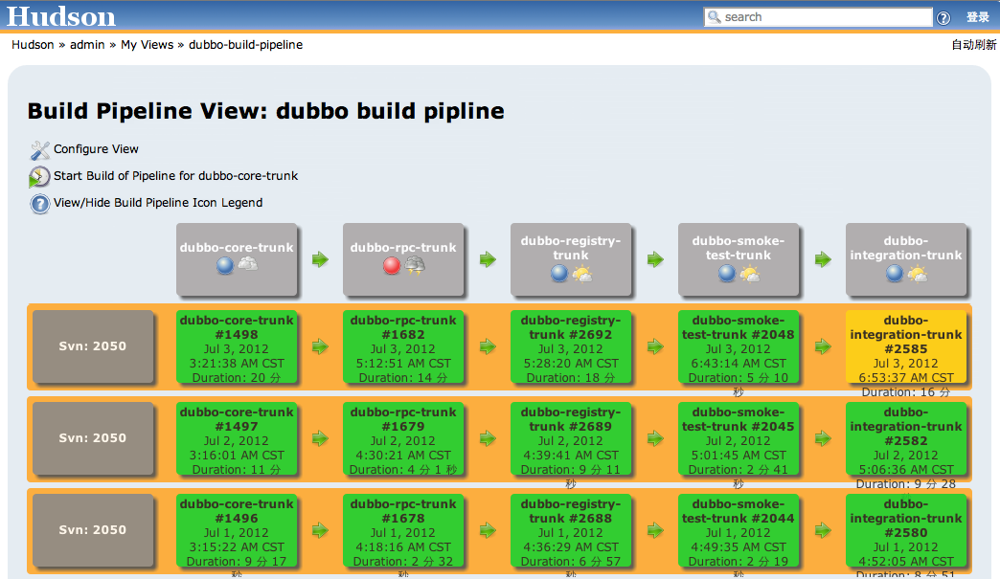 Hudson
search
登录
Hudson » admin » My Views » dubbo-build-pipeline
自动刷新
Build Pipeline View: dubbo build pipline
Configure View
Start Build of Pipeline for dubbo-core-trunk
View/Hide Build Pipeline Icon Legend
dubbo-core-trunk
dubbo-rpc-trunk
dubbo-registry-
trunk
dubbo-smoke-
test-trunk
dubbo-
integration-trunk
Svn: 2050
dubbo-core-trunk
#1498
Jul 3, 2012
3:21:38 AM CST
Duration: 20 分
dubbo-rpc-trunk
#1682
Jul 3, 2012
5:12:51 AM CST
Duration: 14 分
dubbo-registry-
trunk #2692
Jul 3, 2012
5:28:20 AM CST
Duration: 18 分
dubbo-smoke-
test-trunk #2048
Jul 3, 2012
6:43:14 AM CST
Duration: 5 分 10
秒
dubbo-
integration-trunk
#2585
Jul 3, 2012
6:53:37 AM CST
Duration: 16 分
Svn: 2050
dubbo-core-trunk
#1497
Jul 2, 2012
3:16:01 AM CST
Duration: 11 分
dubbo-rpc-trunk
#1679
Jul 2, 2012
4:30:21 AM CST
Duration: 4 分 1 秒
dubbo-registry-
trunk #2689
Jul 2, 2012
4:39:41 AM CST
Duration: 9 分 11
秒
dubbo-smoke-
test-trunk #2045
Jul 2, 2012
5:01:45 AM CST
Duration: 2 分 41
秒
dubbo-
integration-trunk
#2582
Jul 2, 2012
5:06:36 AM CST
Duration: 9 分 28
Svn: 2050
dubbo-core-trunk
#1496
Jul 1, 2012
3:15:22 AM CST
Duration: 9 分 17
秒
dubbo-rpc-trunk
#1678
Jul 1, 2012
4:18:16 AM CST
Duration: 2 分 32
秒
dubbo-registry-
trunk #2688
Jul 1, 2012
4:36:29 AM CST
Duration: 6 分 57
秒
dubbo-smoke-
test-trunk #2044
Jul 1, 2012
4:49:35 AM CST
Duration: 2 分 19
秒
dubbo-
integration-trunk
#2580
Jul 1, 2012
4:52:05 AM CST
Duration: 8 分 51